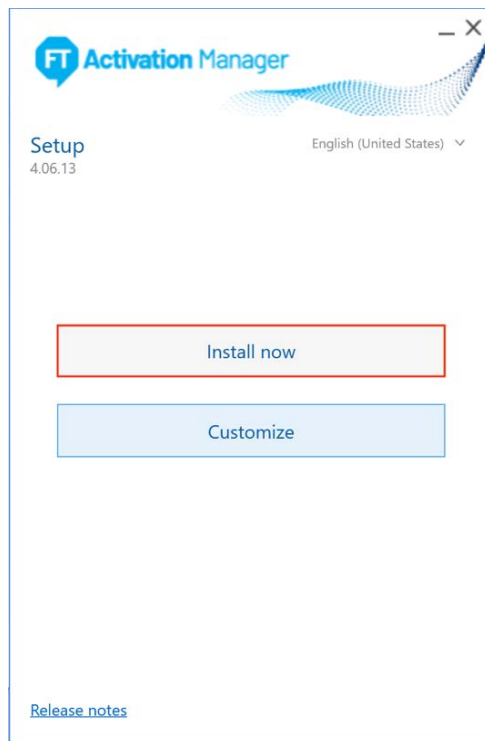 FT Activation Manager
Setup
English (United States)
4.06.13
Install now
Customize
Release notes